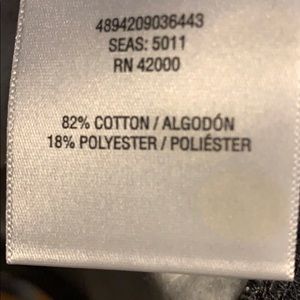 4894209036443
SEAS: 5011
RN 42000
82% COTTON / ALGODÓN
18% POLYESTER / POLIÉSTER